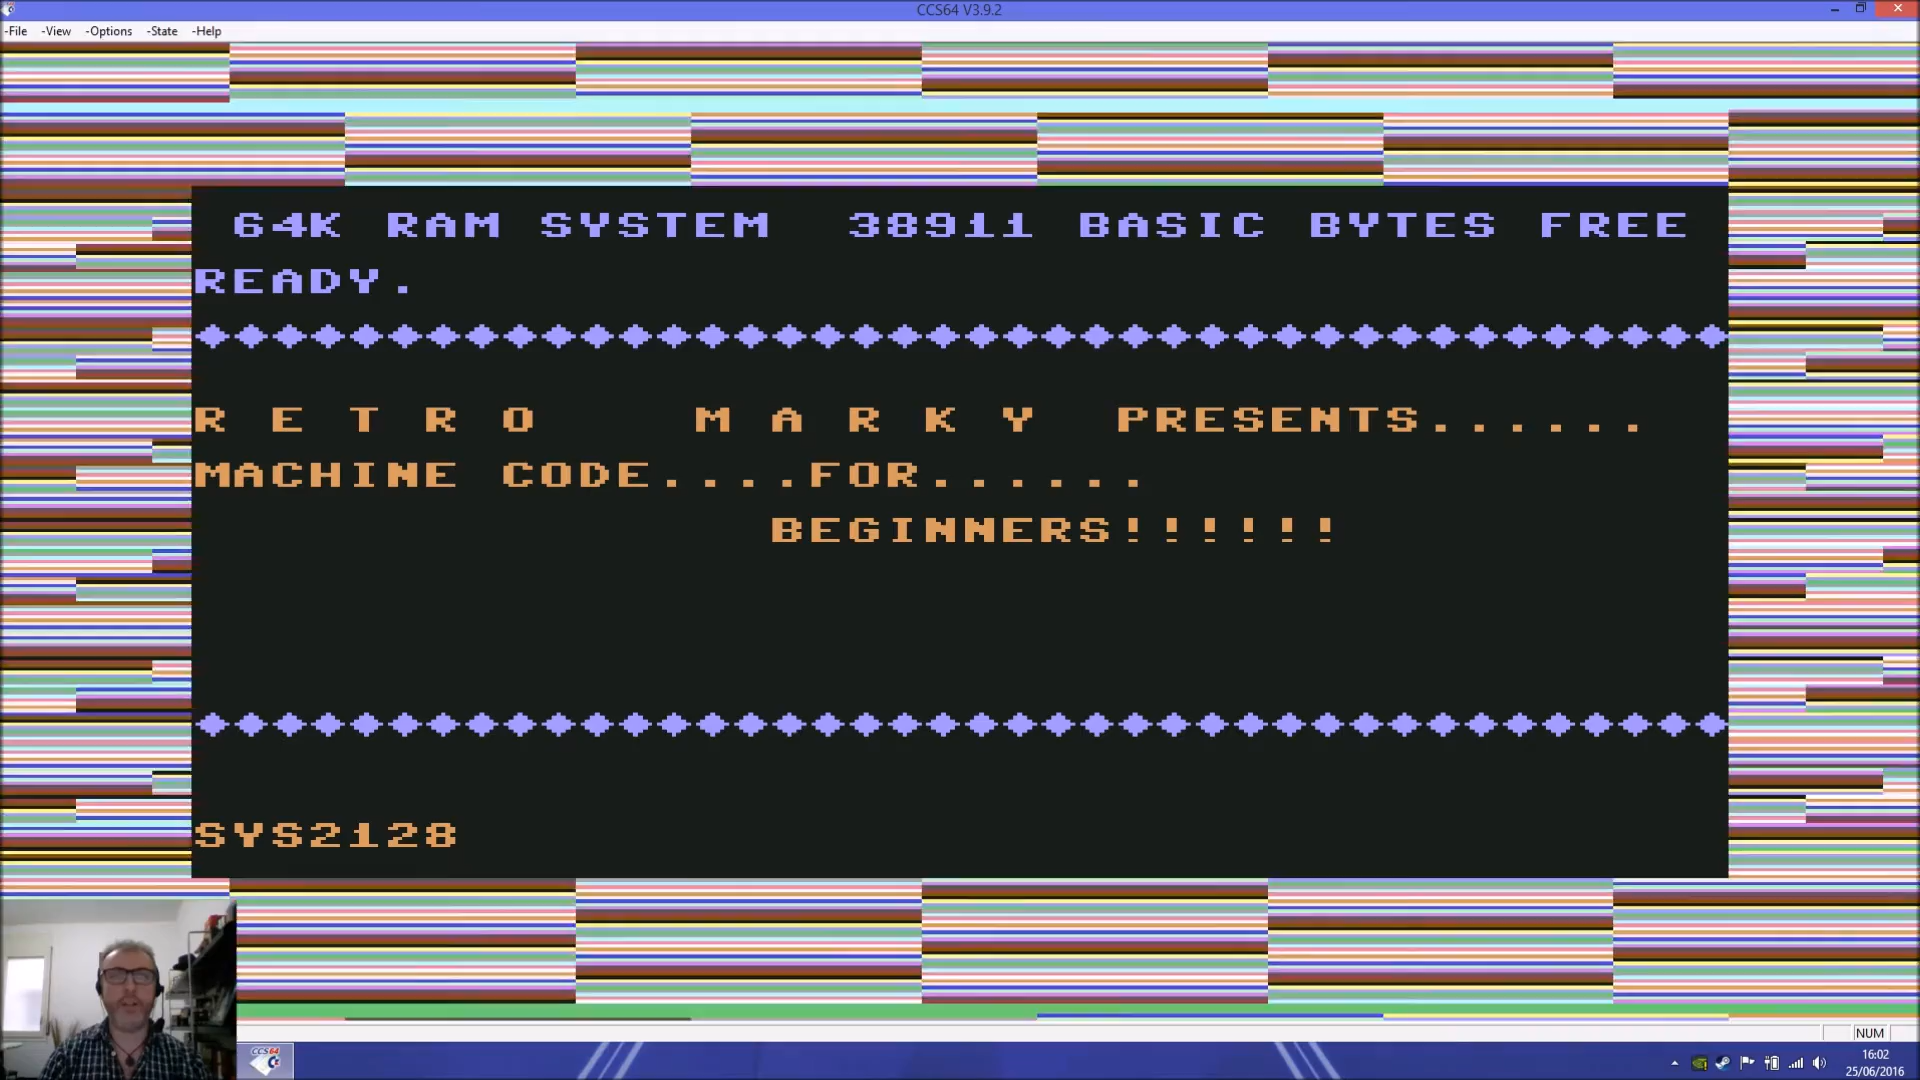 CCS64 V3.9.2
-File -View -Options -State -Help
64K RAM SYSTEM 38911 BASIC BYTES FREE
READY.
R E T R O M A R K Y PRESENTS......
MACHINE CODE....FOR......
BEGINNERS!!!!!!
SYS2128
NUM
CCS64
16:02
25/06/2016